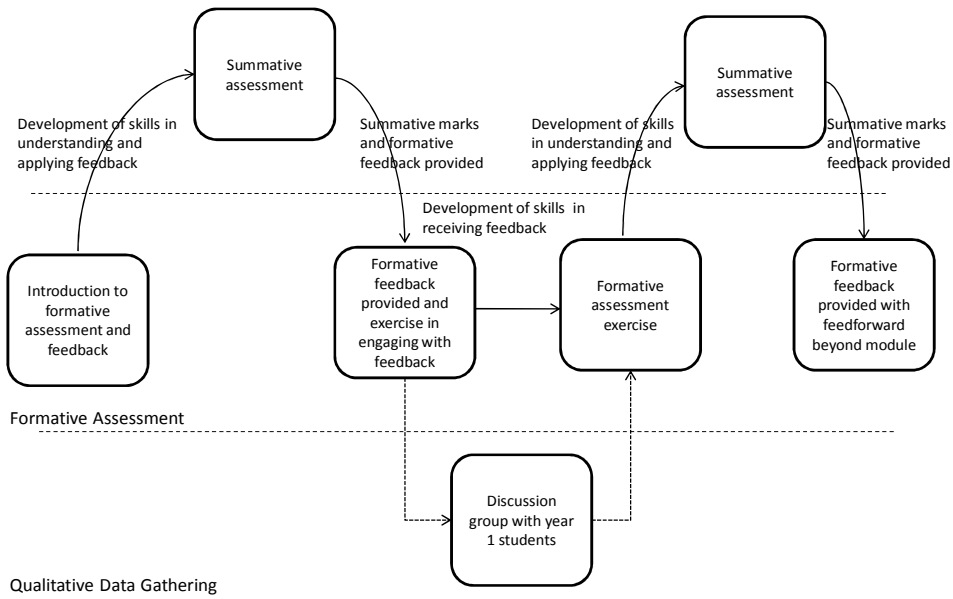 Summative
assessment
Summative
assessment
Development of skills in
understanding and
applying feedback
Summative marks
and formative
feedback provided
Development of skills
in understanding and
applying feedback
Summative marks
and formative
feedback provided
Development of skills in
receiving feedback
Introduction to
formative
assessment and
feedback
Formative
feedback
provided and
exercise in
engaging with
feedback
Formative
assessment
exercise
Formative
feedback
provided with
feedforward
beyond module
Formative Assessment
Discussion
group with year
1 students
Qualitative Data Gathering